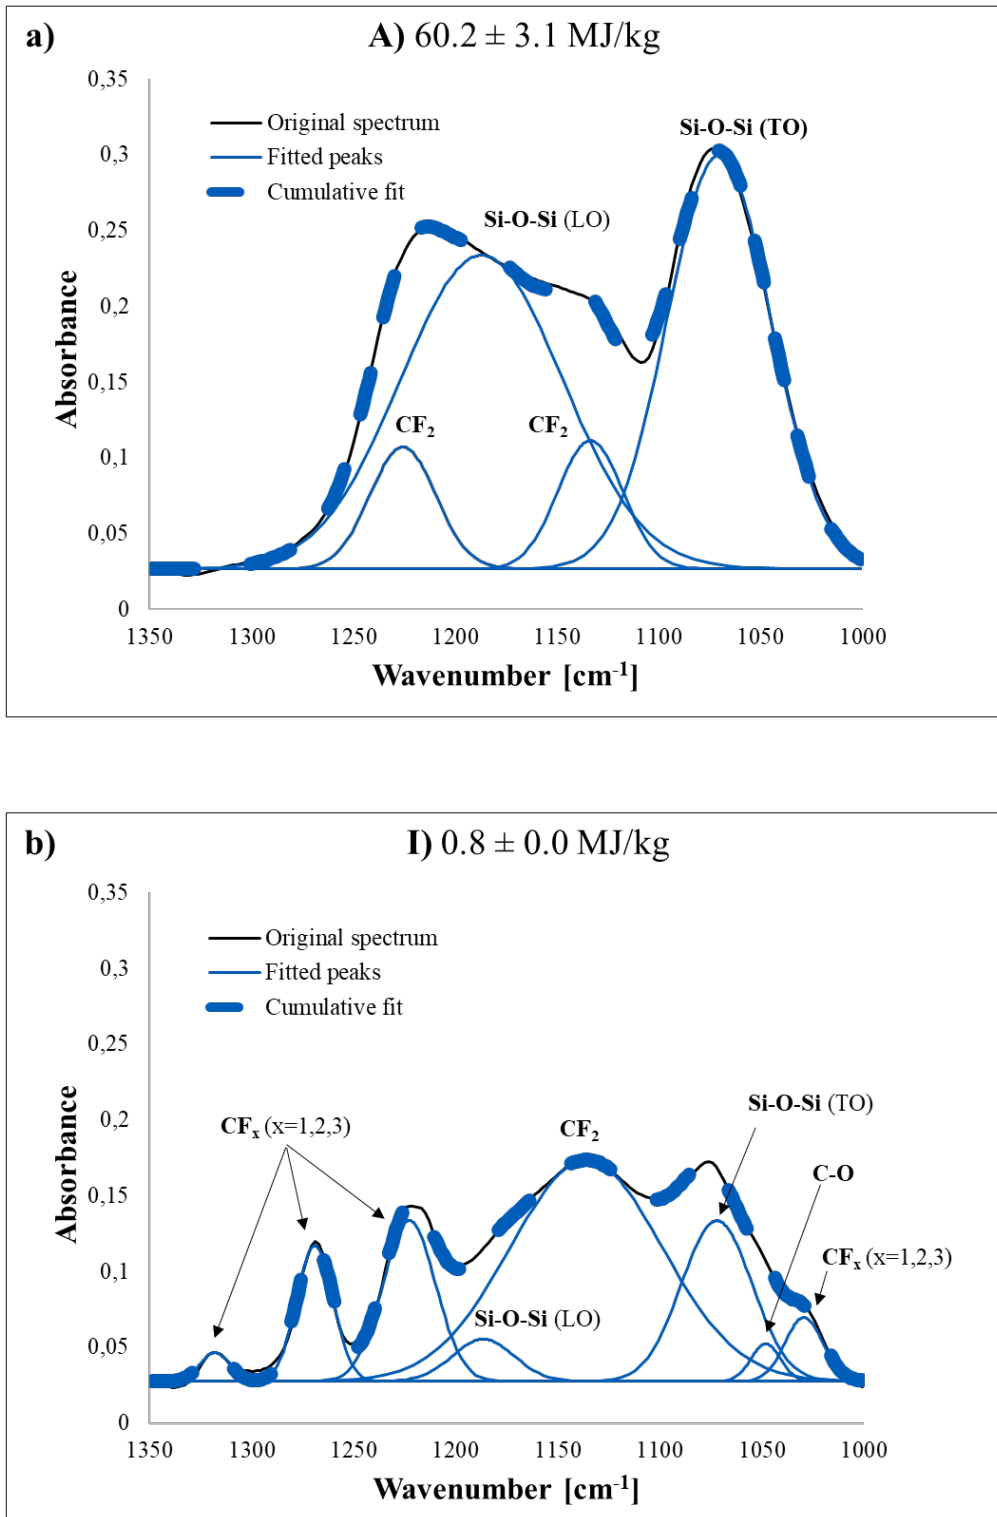 a)
A) 60.2 ± 3.1 MJ/kg
0,35
0,3
0,25
0,2
0,15
0,1
0,05
0
Absorbance
Original spectrum
Fitted peaks
Cumulative fit
Si-O-Si (TO)
Si-O-Si (LO)
CF₂
CF₂
1350 1300 1250 1200 1150 1100 1050 1000
Wavenumber [cm⁻¹]
b)
I) 0.8 ± 0.0 MJ/kg
0,35
0,3
0,25
0,2
0,15
0,1
0,05
0
Absorbance
Original spectrum
Fitted peaks
Cumulative fit
CFₓ (x=1,2,3)
CF₂
Si-O-Si (TO)
C-O
CFₓ (x=1,2,3)
Si-O-Si (LO)
1350 1300 1250 1200 1150 1100 1050 1000
Wavenumber [cm⁻¹]